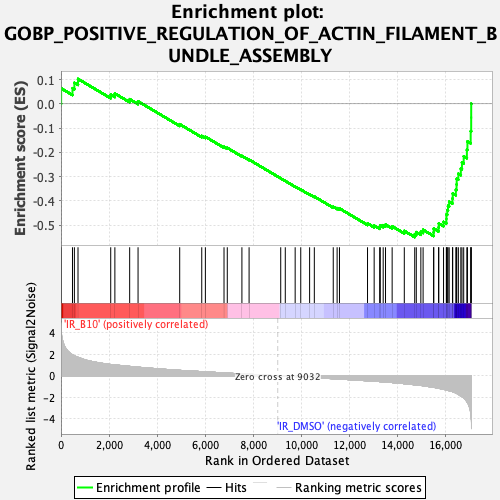 Enrichment plot:
GOBP_POSITIVE_REGULATION_OF_ACTIN_FILAMENT_B
UNDLE_ASSEMBLY
Enrichment score (ES)
0.1
0.0
-0.1
-0.2
-0.3
-0.4
-0.5
'IR_B10' (positively correlated)
Ranked list metric (Signal2Noise)
4
2
0
-2
-4
Zero cross at 9032
'IR_DMSO' (negatively correlated)
0
2,000
4,000
6,000
8,000
10,000
12,000
14,000
16,000
Rank in Ordered Dataset
Enrichment profile
Hits
Ranking metric scores